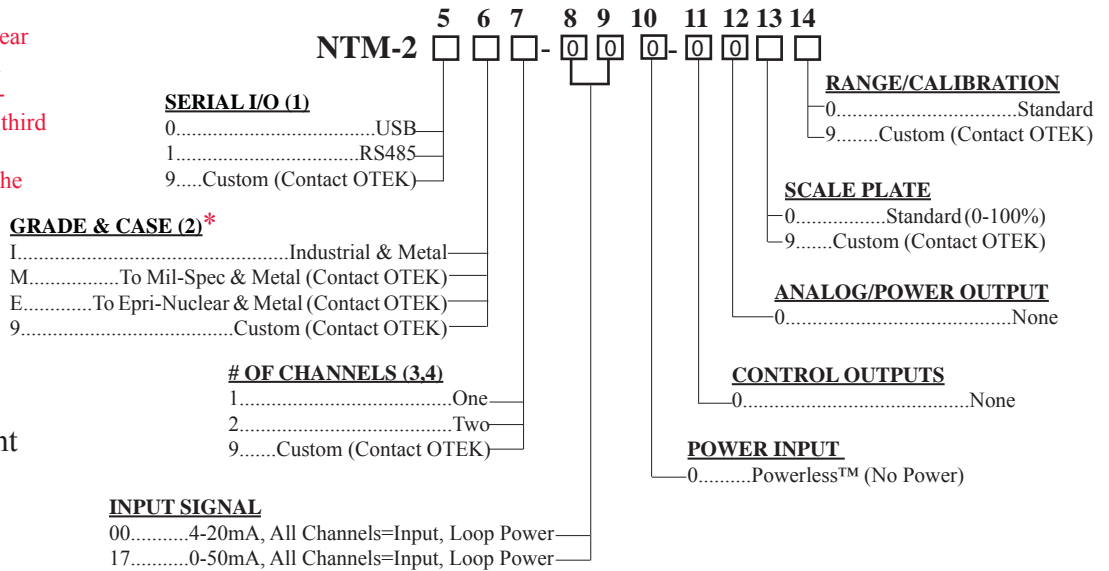 5 6 7 8 9 10 11 12 13 14
NTM-2 - 0 0 0 - 0 0
ear
-
third
he
SERIAL I/O (1)
0...............................USB
1..................................RS485
9.....Custom (Contact OTEK)
GRADE & CASE (2)*
I..........................................Industrial & Metal
M.................To Mil-Spec & Metal (Contact OTEK)
E.............To Epri-Nuclear & Metal (Contact OTEK)
9.................................Custom (Contact OTEK)
# OF CHANNELS (3,4)
1..................................One
2..................................Two
9.......Custom (Contact OTEK)
nt
INPUT SIGNAL
00...........4-20mA, All Channels=Input, Loop Power
17...........0-50mA, All Channels=Input, Loop Power
RANGE/CALIBRATION
0............................Standard
9........Custom (Contact OTEK)
SCALE PLATE
0................Standard (0-100%)
9.......Custom (Contact OTEK)
ANALOG/POWER OUTPUT
0...................................None
CONTROL OUTPUTS
0...................................None
POWER INPUT
0..........Powerless™ (No Power)